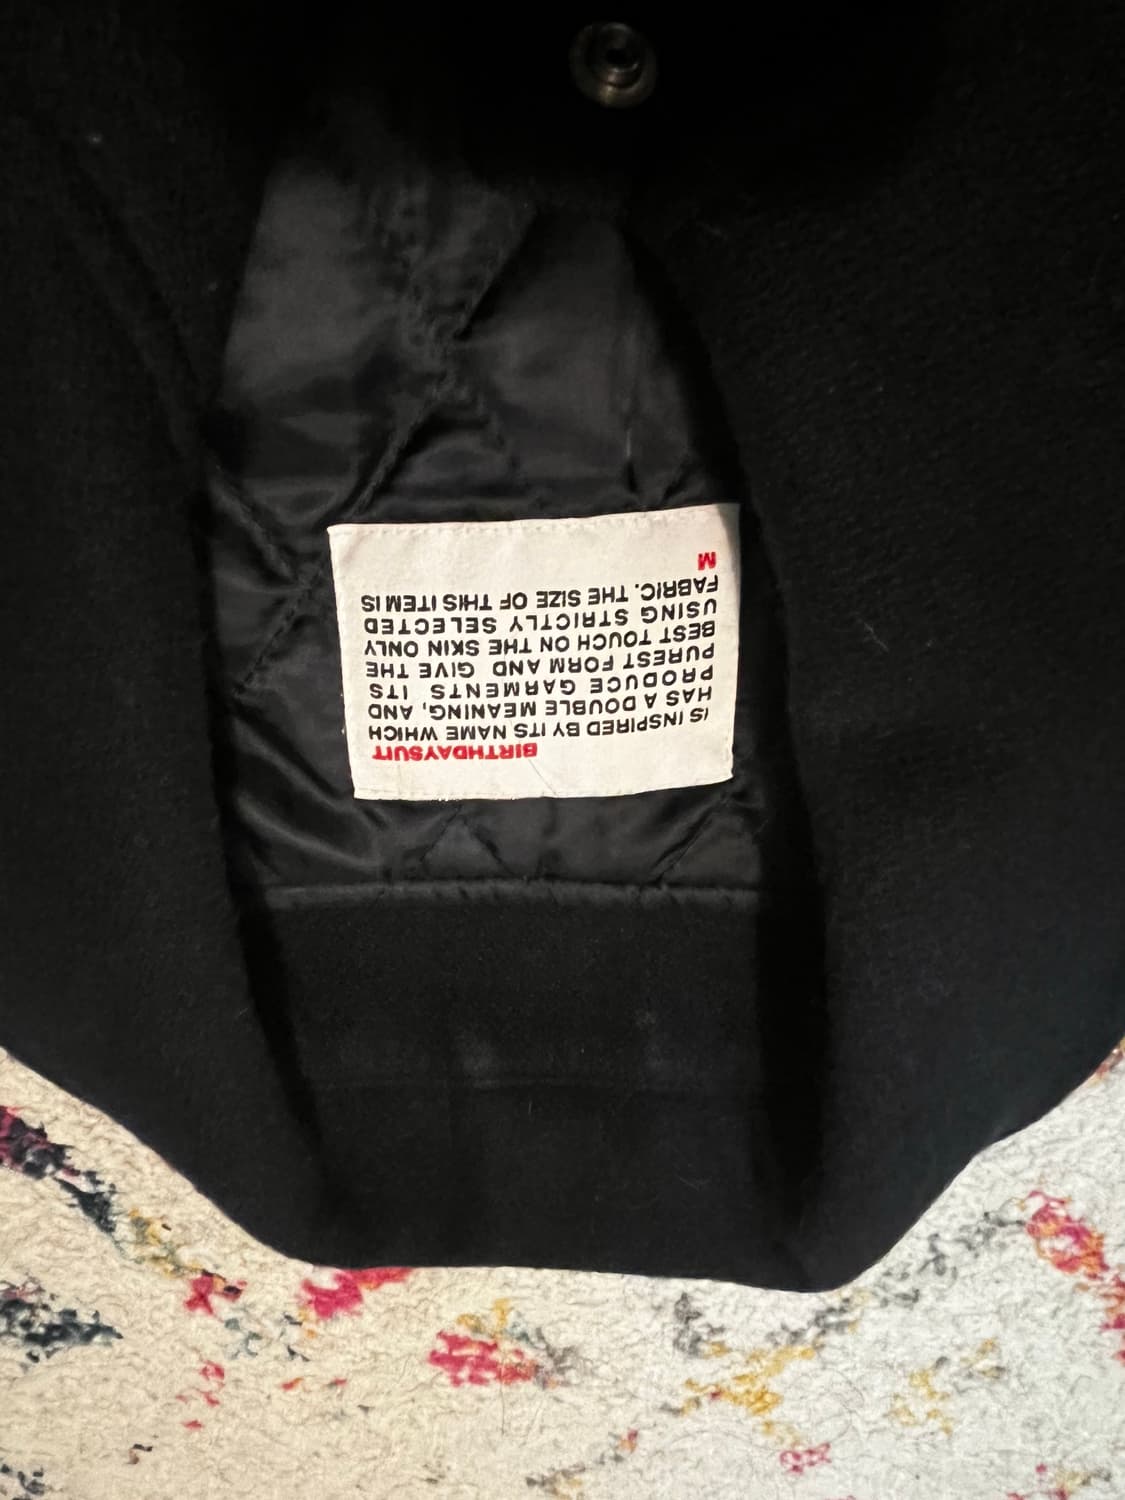 BIRTHDAYSUIT
IS INSPIRED BY ITS NAME WHICH
HAS A DOUBLE MEANING, AND
PRODUCE GARMENTS ITS
PUREST FORM AND GIVE THE
BEST TOUCH ON THE SKIN ONLY
USING STRICTLY SELECTED
FABRIC. THE SIZE OF THIS ITEM IS
M